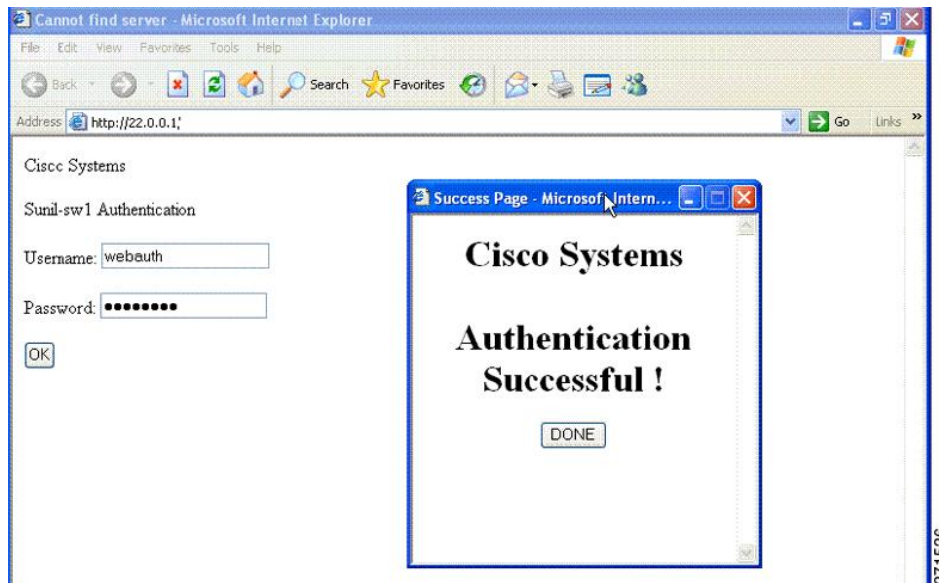 Cannot find server - Microsoft Internet Explorer
File Edit View Favorites Tools Help
Back Search Favorites
Address http://22.0.0.1; Go Links »
Ciscc Systems
Sunil-sw1 Authentication
Username: webauth
Password: ●●●●●●●●
OK
Success Page - Microsoft Intern...
Cisco Systems
Authentication
Successful !
DONE